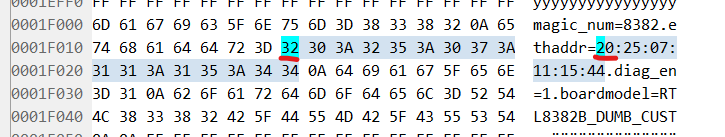 0001EFF0 FF FF FF FF FF FF FF FF FF FF FF FF FF FF FF FF ÿÿÿÿÿÿÿÿÿÿÿÿÿÿÿÿ
0001F000 6D 61 67 69 63 5F 6E 75 6D 3D 38 33 38 32 0A 65 magic_num=8382.e
0001F010 74 68 61 64 64 72 3D 32 30 3A 32 35 3A 30 37 3A thaddr=20:25:07:
0001F020 31 31 3A 31 35 3A 34 34 0A 64 69 61 67 5F 65 6E 11:15:44.diag_en
0001F030 3D 31 0A 62 6F 61 72 64 6D 6F 64 65 6C 3D 52 54 =1.boardmodel=RT
0001F040 4C 38 33 38 32 42 5F 44 55 4D 42 5F 43 55 53 54 L8382B_DUMB_CUST